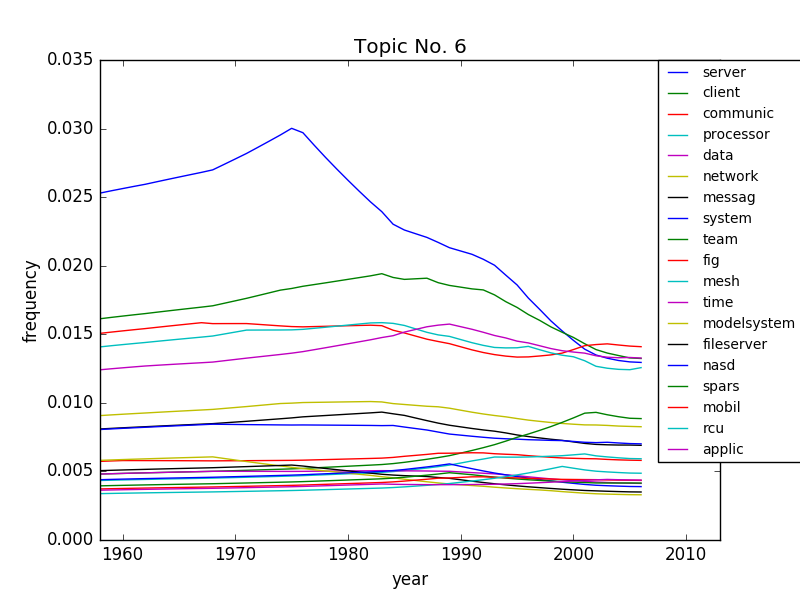 Topic No. 6
0.035
0.030
0.025
0.020
0.015
0.010
0.005
0.000
frequency
1960 1970 1980 1990 2000 2010
year
server
client
communic
processor
data
network
messag
system
team
fig
mesh
time
modelsystem
fileserver
nasd
spars
mobil
rcu
applic